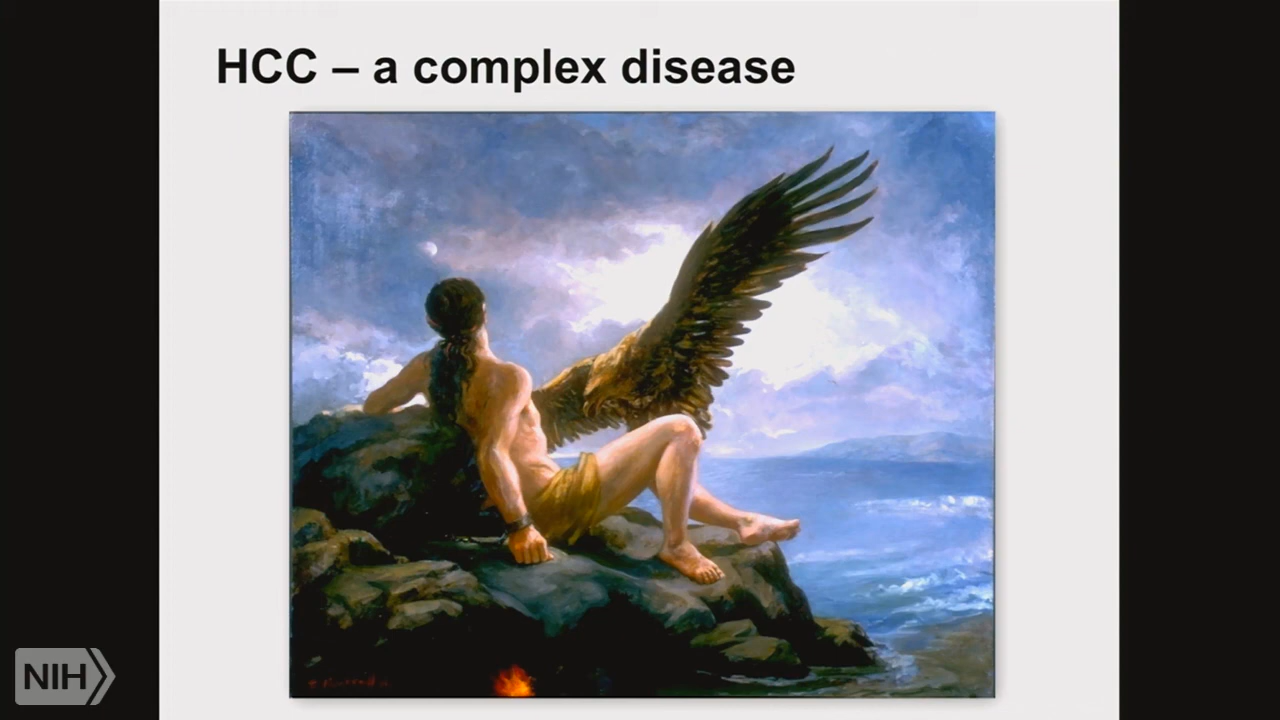 HCC – a complex disease
NIH